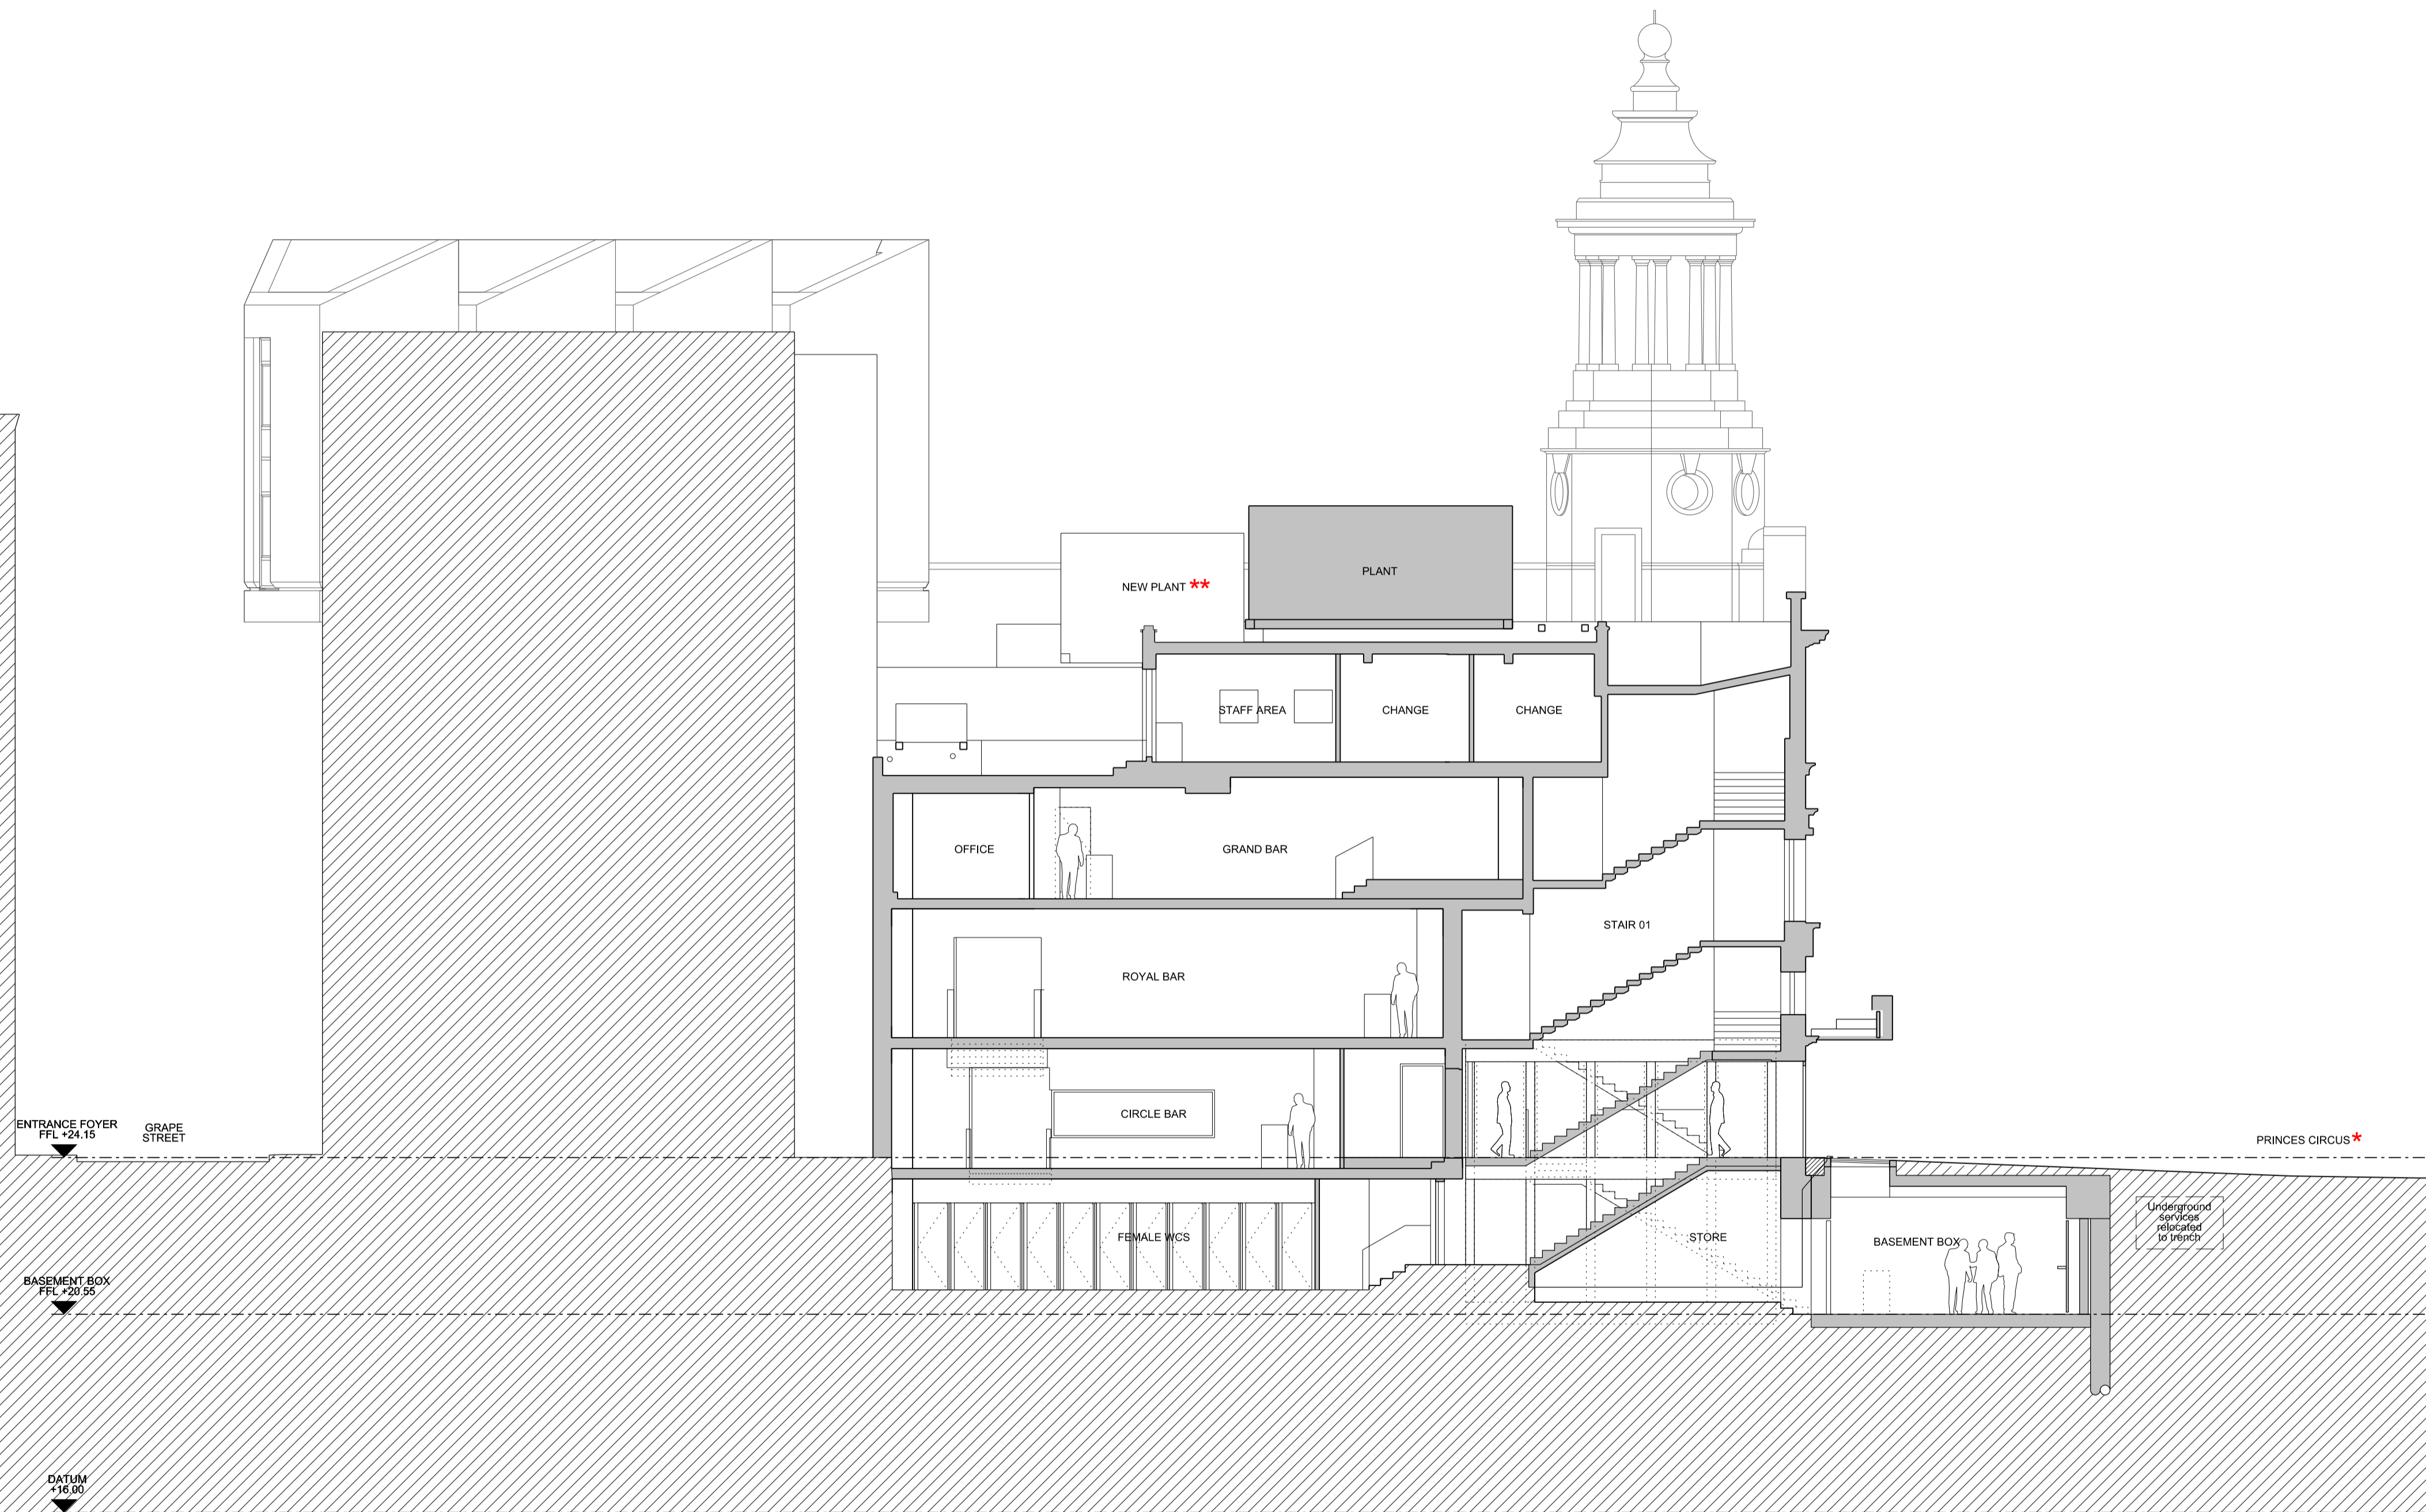 PLANT
NEW PLANT **
STAFF AREA
CHANGE
CHANGE
OFFICE
GRAND BAR
STAIR 01
ROYAL BAR
CIRCLE BAR
ENTRANCE FOYER
FFL +24.15
GRAPE
STREET
PRINCES CIRCUS*
FEMALE WCS
STORE
BASEMENT BOX
Underground
services
relocated
to trench
BASEMENT BOX
FFL +20.55
DATUM
+16.00